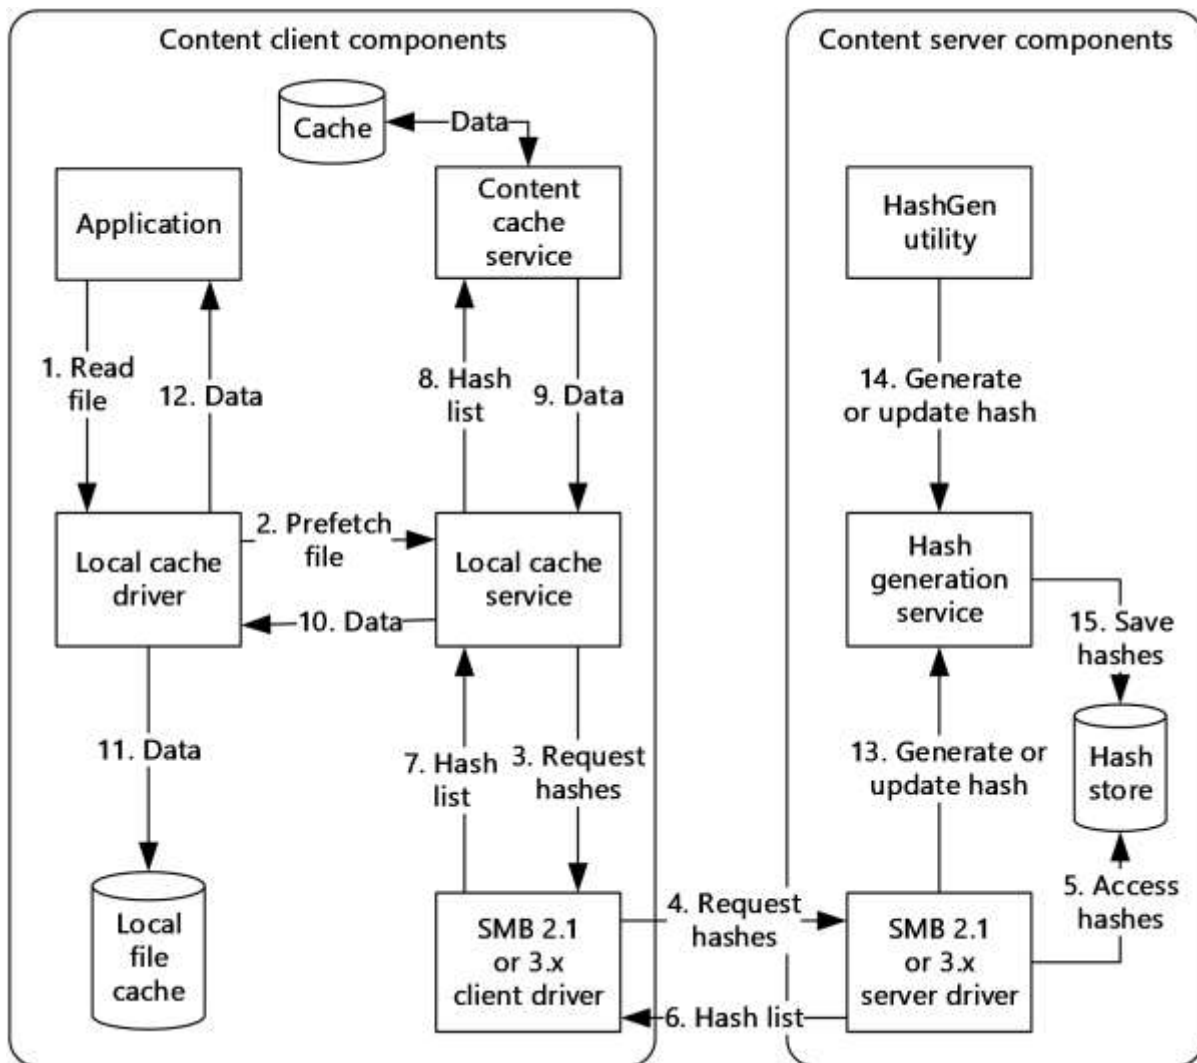 Content client components
Content server components
Cache
Data
Application
Content
cache
service
HashGen
utility
1. Read
file
12. Data
8. Hash
list
9. Data
14. Generate
or update hash
2. Prefetch
file
Local cache
driver
Local cache
service
10. Data
Hash
generation
service
15. Save
hashes
11. Data
7. Hash
list
3. Request
hashes
13. Generate or
update hash
Hash
store
Local
file
cache
SMB 2.1
or 3.x
client driver
4. Request
hashes
SMB 2.1
or 3.x
server driver
5. Access
hashes
6. Hash list